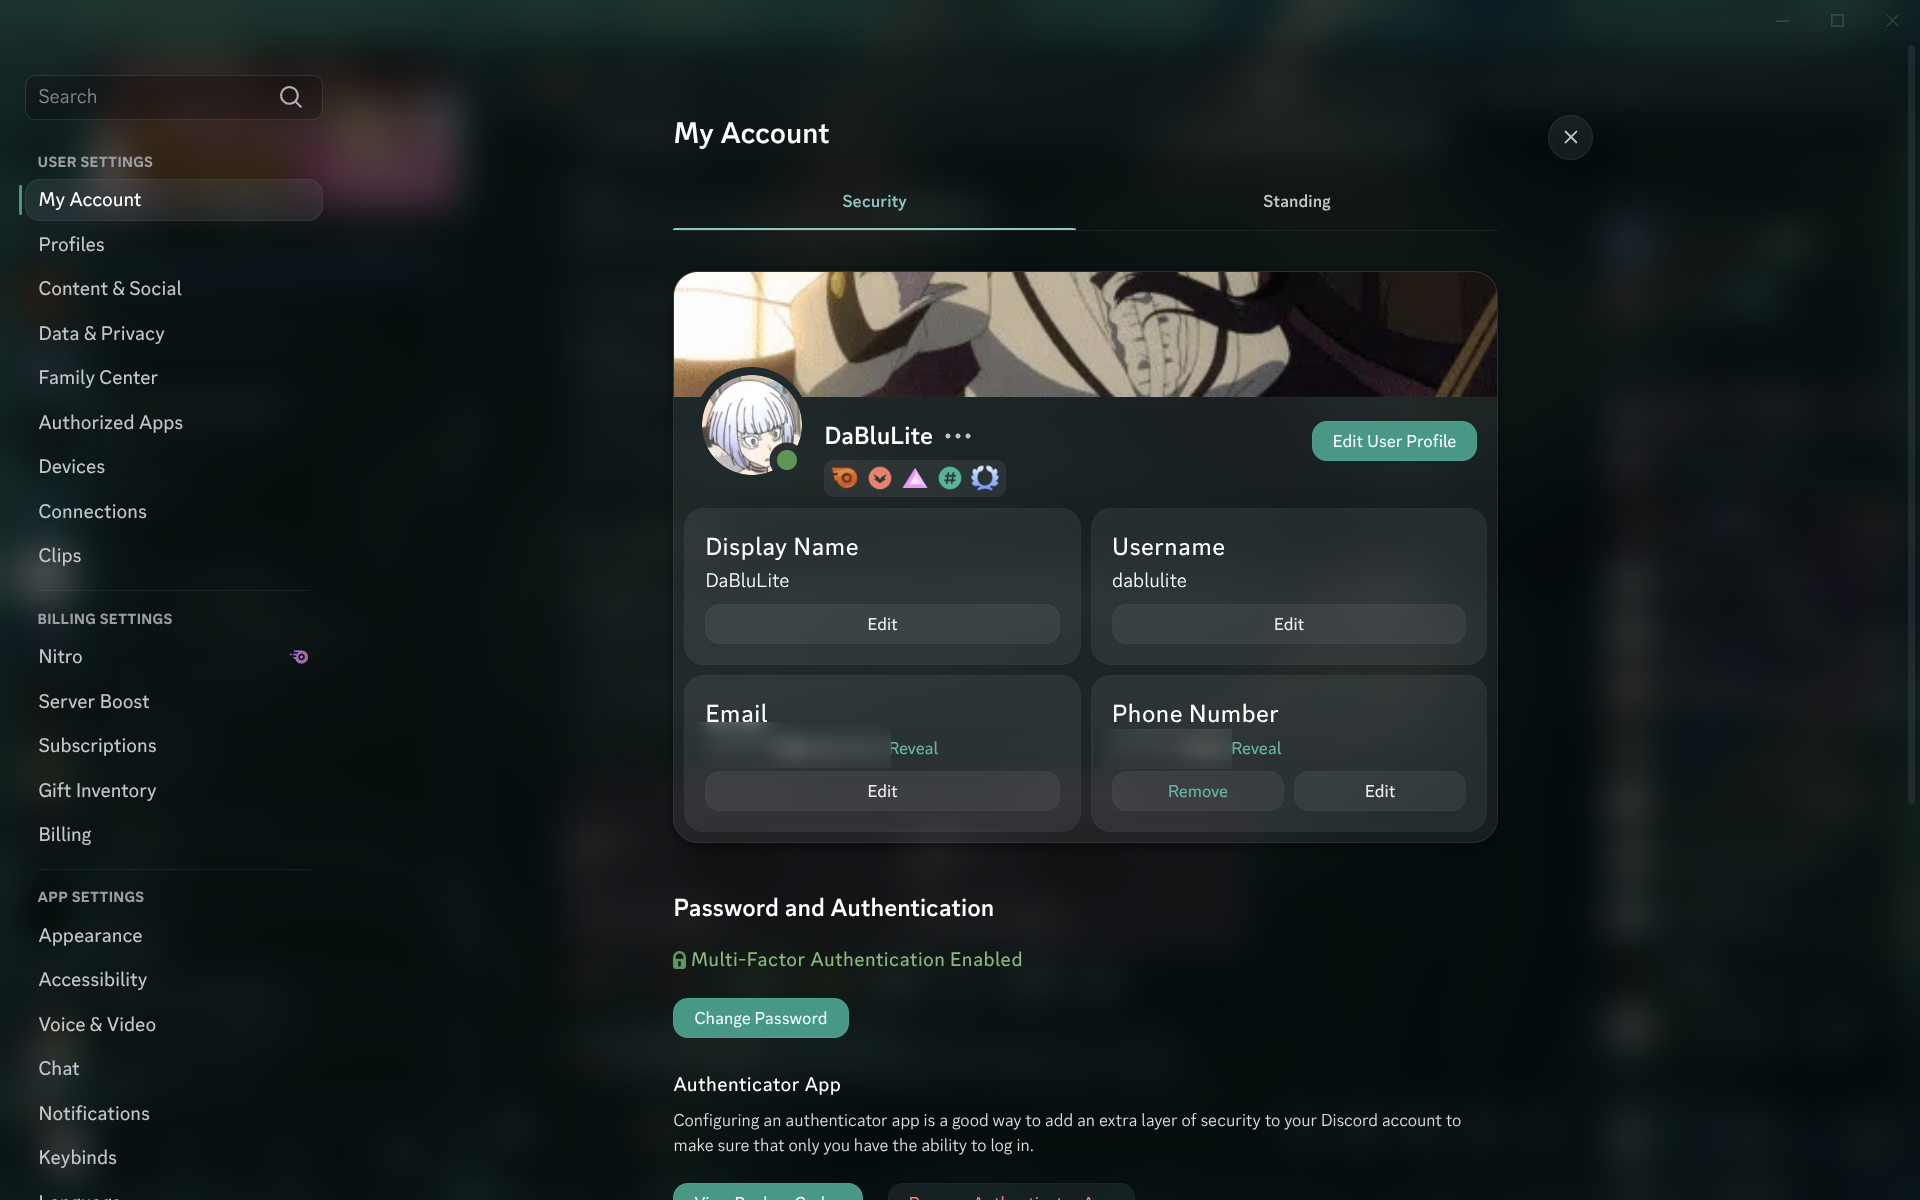 Search
USER SETTINGS
My Account
Profiles
Content & Social
Data & Privacy
Family Center
Authorized Apps
Devices
Connections
Clips
BILLING SETTINGS
Nitro
Server Boost
Subscriptions
Gift Inventory
Billing
APP SETTINGS
Appearance
Accessibility
Voice & Video
Chat
Notifications
Keybinds
My Account
Security
Standing
DaBluLite
Edit User Profile
Display Name
DaBluLite
Edit
Username
dablulite
Edit
Email
Reveal
Edit
Phone Number
Reveal
Remove
Edit
Password and Authentication
Multi-Factor Authentication Enabled
Change Password
Authenticator App
Configuring an authenticator app is a good way to add an extra layer of security to your Discord account to
make sure that only you have the ability to log in.